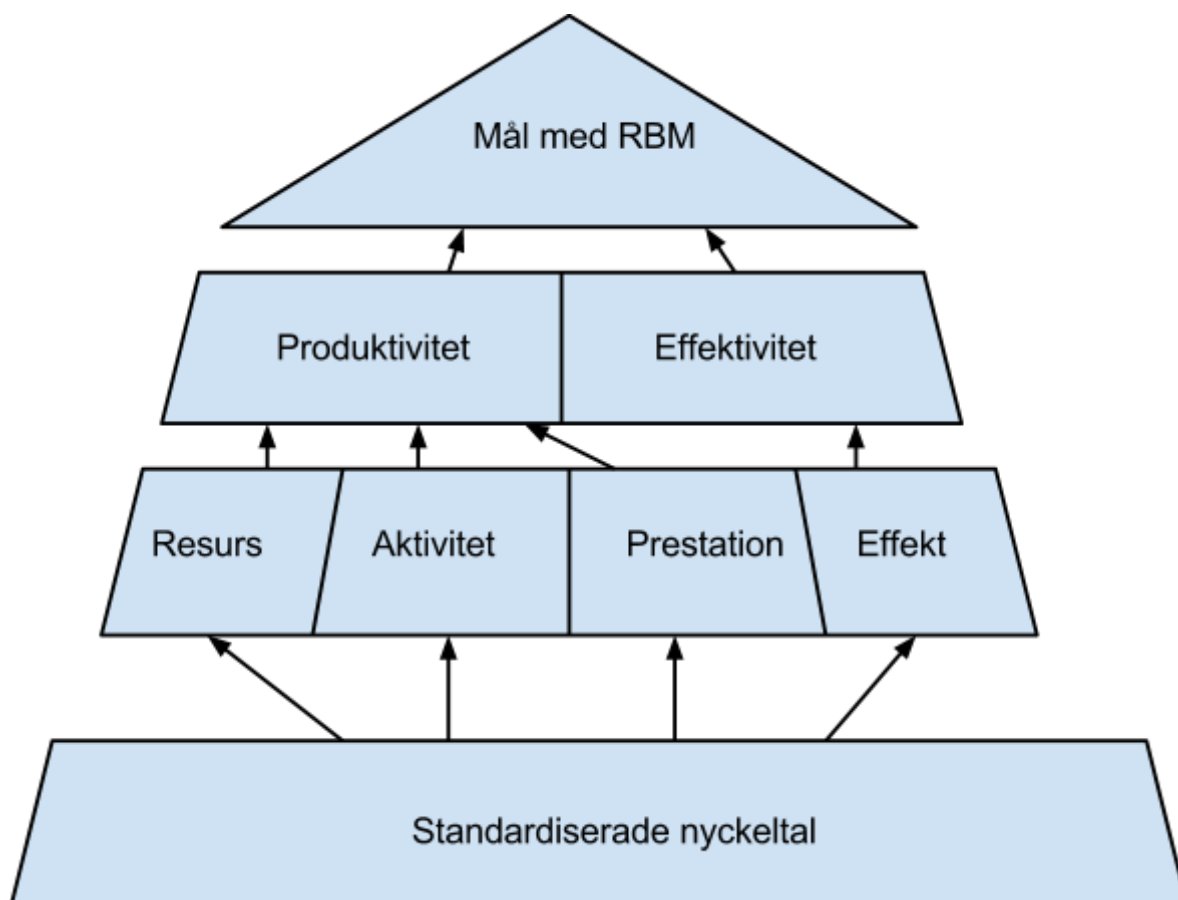 Mål med RBM
Produktivitet
Effektivitet
Resurs
Aktivitet
Prestation
Effekt
Standardiserade nyckeltal